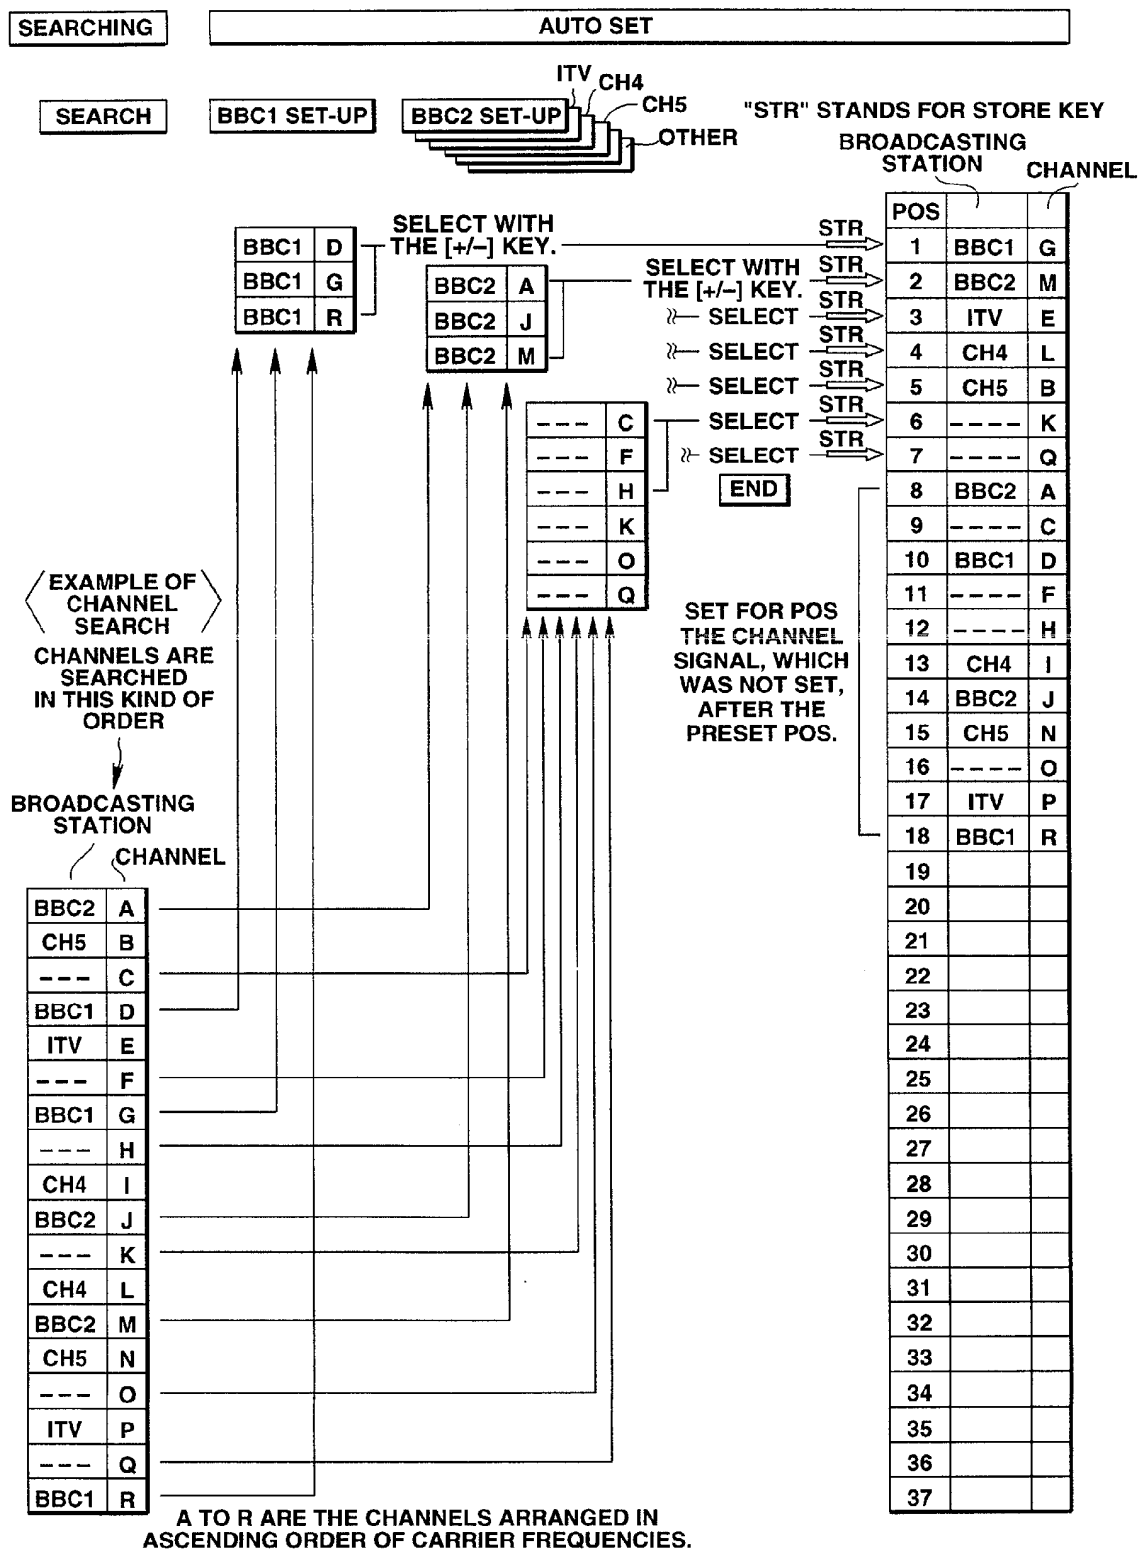 SEARCHING
AUTO SET
SEARCH
BBC1 SET-UP
BBC2 SET-UP
ITV
CH4
CH5
OTHER
"STR" STANDS FOR STORE KEY
BROADCASTING
STATION
CHANNEL
BBC1 D
BBC1 G
BBC1 R
SELECT WITH
THE [+/–] KEY.
BBC2 A
BBC2 J
BBC2 M
SELECT WITH
THE [+/–] KEY.
SELECT
SELECT
SELECT
SELECT
SELECT
END
STR
STR
STR
STR
STR
STR
STR
--- C
--- F
--- H
--- K
--- O
--- Q
SET FOR POS
THE CHANNEL
SIGNAL, WHICH
WAS NOT SET,
AFTER THE
PRESET POS.
POS
1 BBC1 G
2 BBC2 M
3 ITV E
4 CH4 L
5 CH5 B
6 ---- K
7 ---- Q
8 BBC2 A
9 ---- C
10 BBC1 D
11 ---- F
12 ---- H
13 CH4 I
14 BBC2 J
15 CH5 N
16 ---- O
17 ITV P
18 BBC1 R
19
20
21
22
23
24
25
26
27
28
29
30
31
32
33
34
35
36
37
EXAMPLE OF
CHANNEL
SEARCH
CHANNELS ARE
SEARCHED
IN THIS KIND OF
ORDER
BROADCASTING
STATION
CHANNEL
BBC2 A
CH5 B
--- C
BBC1 D
ITV E
--- F
BBC1 G
--- H
CH4 I
BBC2 J
--- K
CH4 L
BBC2 M
CH5 N
--- O
ITV P
--- Q
BBC1 R
A TO R ARE THE CHANNELS ARRANGED IN
ASCENDING ORDER OF CARRIER FREQUENCIES.